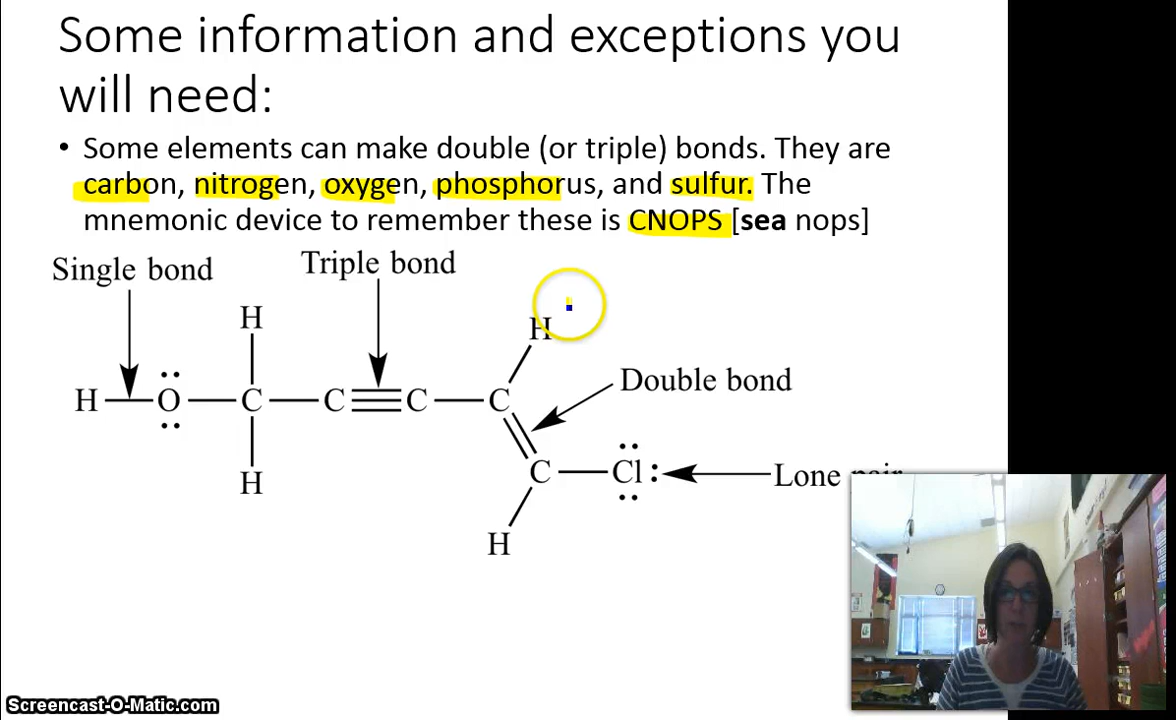 Some information and exceptions you
will need:
• Some elements can make double (or triple) bonds. They are
carbon, nitrogen, oxygen, phosphorus, and sulfur. The
mnemonic device to remember these is CNOPS [sea nops]
Single bond
Triple bond
H
H
Double bond
H O C C C C
C Cl
Lone
H
H
Screencast-O-Matic.com